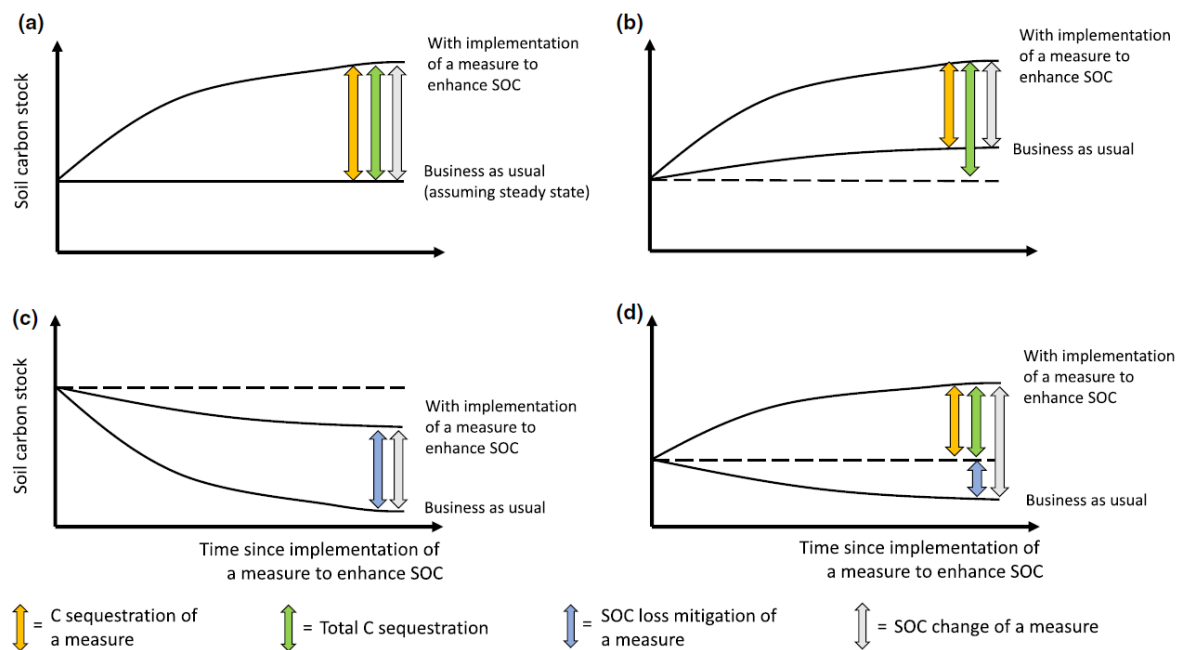 (a)
Soil carbon stock
With implementation
of a measure to
enhance SOC
Business as usual
(assuming steady state)
(b)
With implementation
of a measure to
enhance SOC
Business as usual
(c)
Soil carbon stock
With implementation
of a measure to
enhance SOC
Business as usual
Time since implementation of
a measure to enhance SOC
(d)
With implementation
of a measure to
enhance SOC
Business as usual
Time since implementation of
a measure to enhance SOC
= C sequestration of
a measure
= Total C sequestration
= SOC loss mitigation of
a measure
= SOC change of a measure